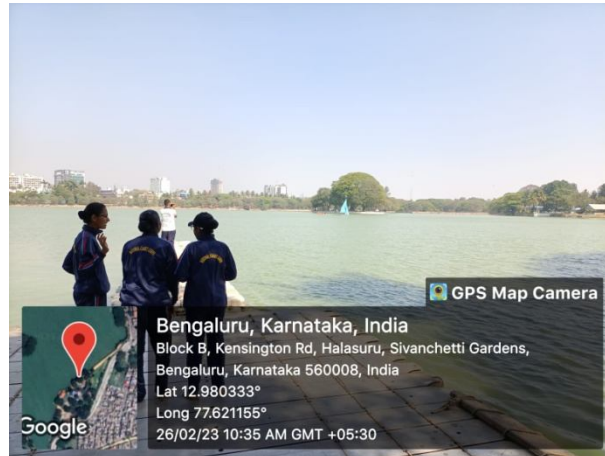 GPS Map Camera
Bengaluru, Karnataka, India
Block B, Kensington Rd, Halasuru, Sivanchetti Gardens,
Bengaluru, Karnataka 560008, India
Lat 12.980333°
Long 77.621155°
26/02/23 10:35 AM GMT +05:30
Google